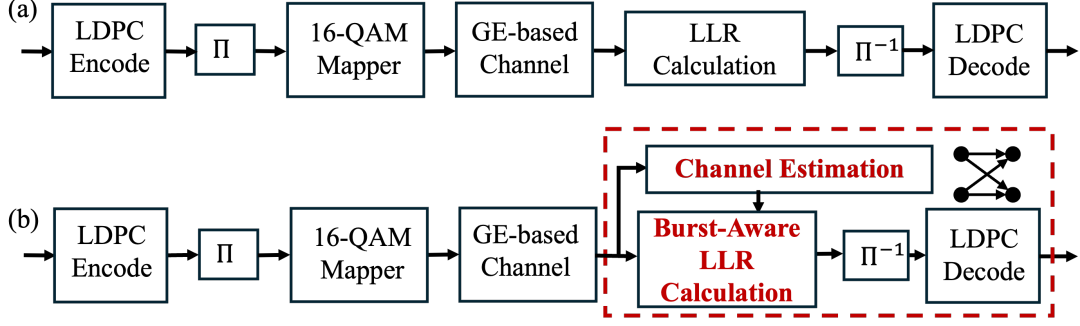 (a)
LDPC
Encode
Π
16-QAM
Mapper
GE-based
Channel
LLR
Calculation
Π⁻¹
LDPC
Decode
(b)
LDPC
Encode
Π
16-QAM
Mapper
GE-based
Channel
Channel Estimation
Burst-Aware
LLR
Calculation
Π⁻¹
LDPC
Decode